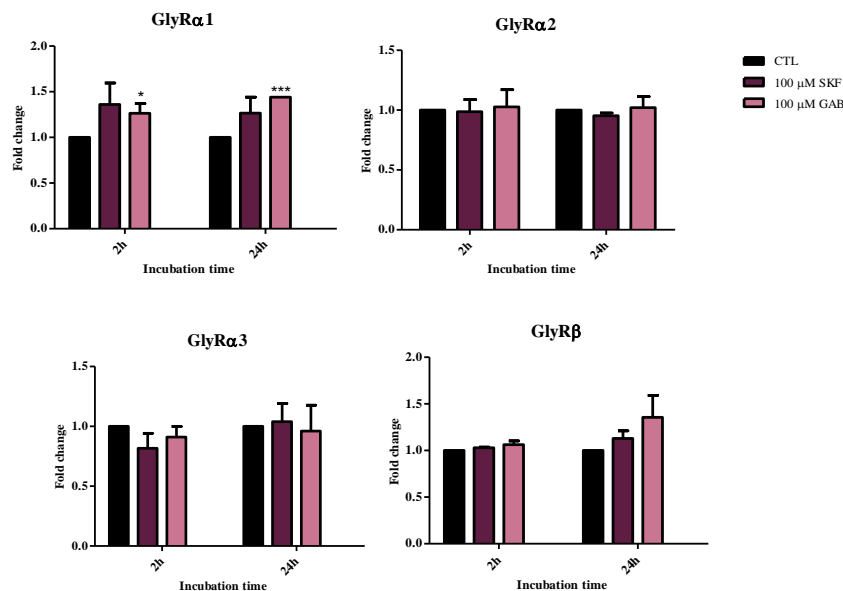 GlyRα1
2.0
1.5
1.0
0.5
0.0
Fold change
*
***
2h
24h
Incubation time
GlyRα2
1.5
1.0
0.5
0.0
Fold change
2h
24h
Incubation time
CTL
100 µM SKF
100 µM GAB
GlyRα3
1.5
1.0
0.5
0.0
Fold change
2h
24h
Incubation time
GlyRβ
2.0
1.5
1.0
0.5
0.0
Fold change
2h
24h
Incubation time